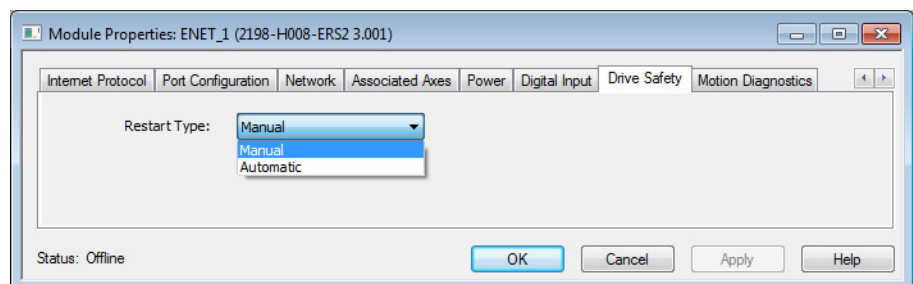 Module Properties: ENET_1 (2198-H008-ERS2 3.001)
Internet Protocol Port Configuration Network Associated Axes Power Digital Input Drive Safety Motion Diagnostics
Restart Type: Manual
Manual
Automatic
Status: Offline OK Cancel Apply Help